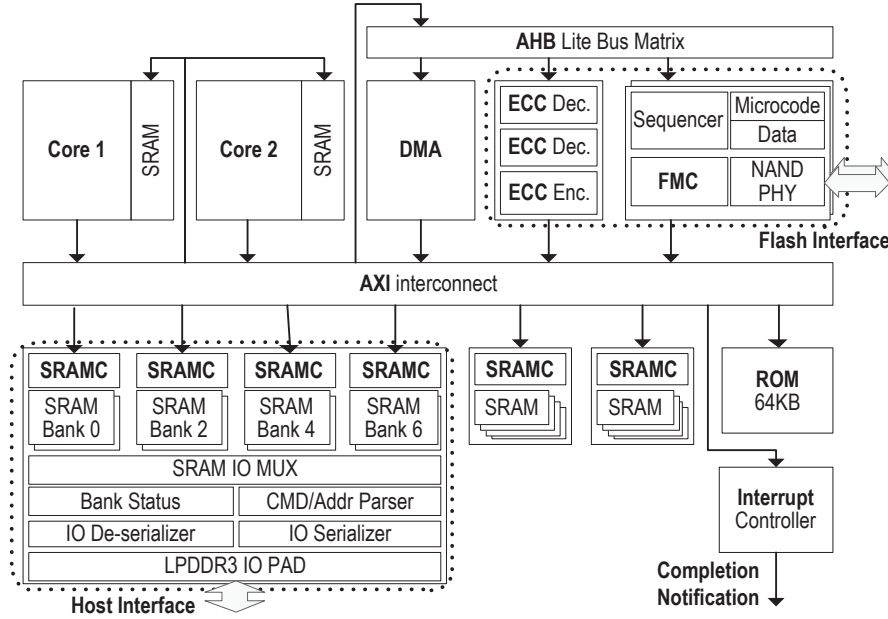 AHB Lite Bus Matrix
Core 1
SRAM
Core 2
SRAM
DMA
ECC Dec.
ECC Dec.
ECC Enc.
Sequencer
Microcode
Data
FMC
NAND
PHY
Flash Interface
AXI interconnect
SRAMC
SRAM
Bank 0
SRAMC
SRAM
Bank 2
SRAMC
SRAM
Bank 4
SRAMC
SRAM
Bank 6
SRAM IO MUX
Bank Status
CMD/Addr Parser
IO De-serializer
IO Serializer
LPDDR3 IO PAD
Host Interface
SRAMC
SRAM
SRAMC
SRAM
ROM
64KB
Interrupt
Controller
Completion
Notification